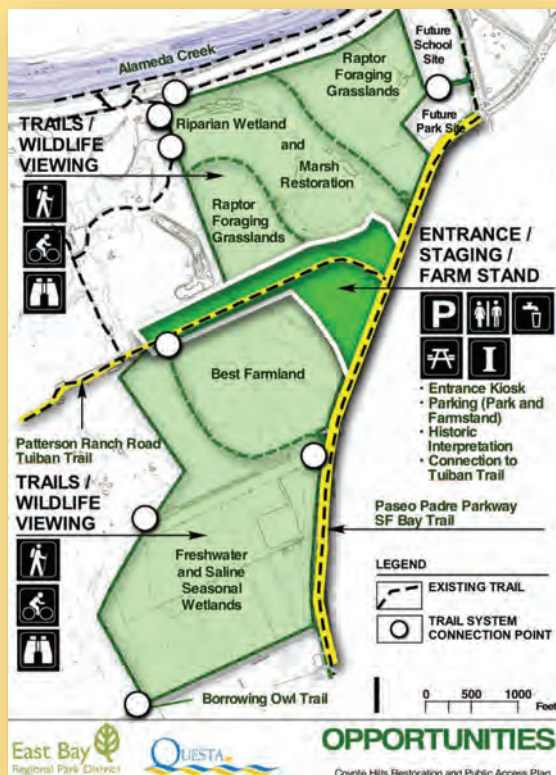 Alameda Creek
Future
School
Site
Raptor
Foraging
Grasslands
Future
Park Site
TRAILS /
WILDLIFE
VIEWING
Riparian Wetland
and
Marsh
Restoration
Raptor
Foraging
Grasslands
ENTRANCE /
STAGING /
FARM STAND
P
I
• Entrance Kiosk
• Parking (Park and
Farmstand)
• Historic
Interpretation
• Connection to
Tuiban Trail
Best Farmland
Patterson Ranch Road
Tuiban Trail
TRAILS /
WILDLIFE
VIEWING
Paseo Padre Parkway
SF Bay Trail
Freshwater
and Saline
Seasonal
Wetlands
LEGEND
EXISTING TRAIL
TRAIL SYSTEM
CONNECTION POINT
Borrowing Owl Trail
0 500 1000
Feet
East Bay
Regional Park District
QUESTA
OPPORTUNITIES
Coyote Hills Restoration and Public Access Plan